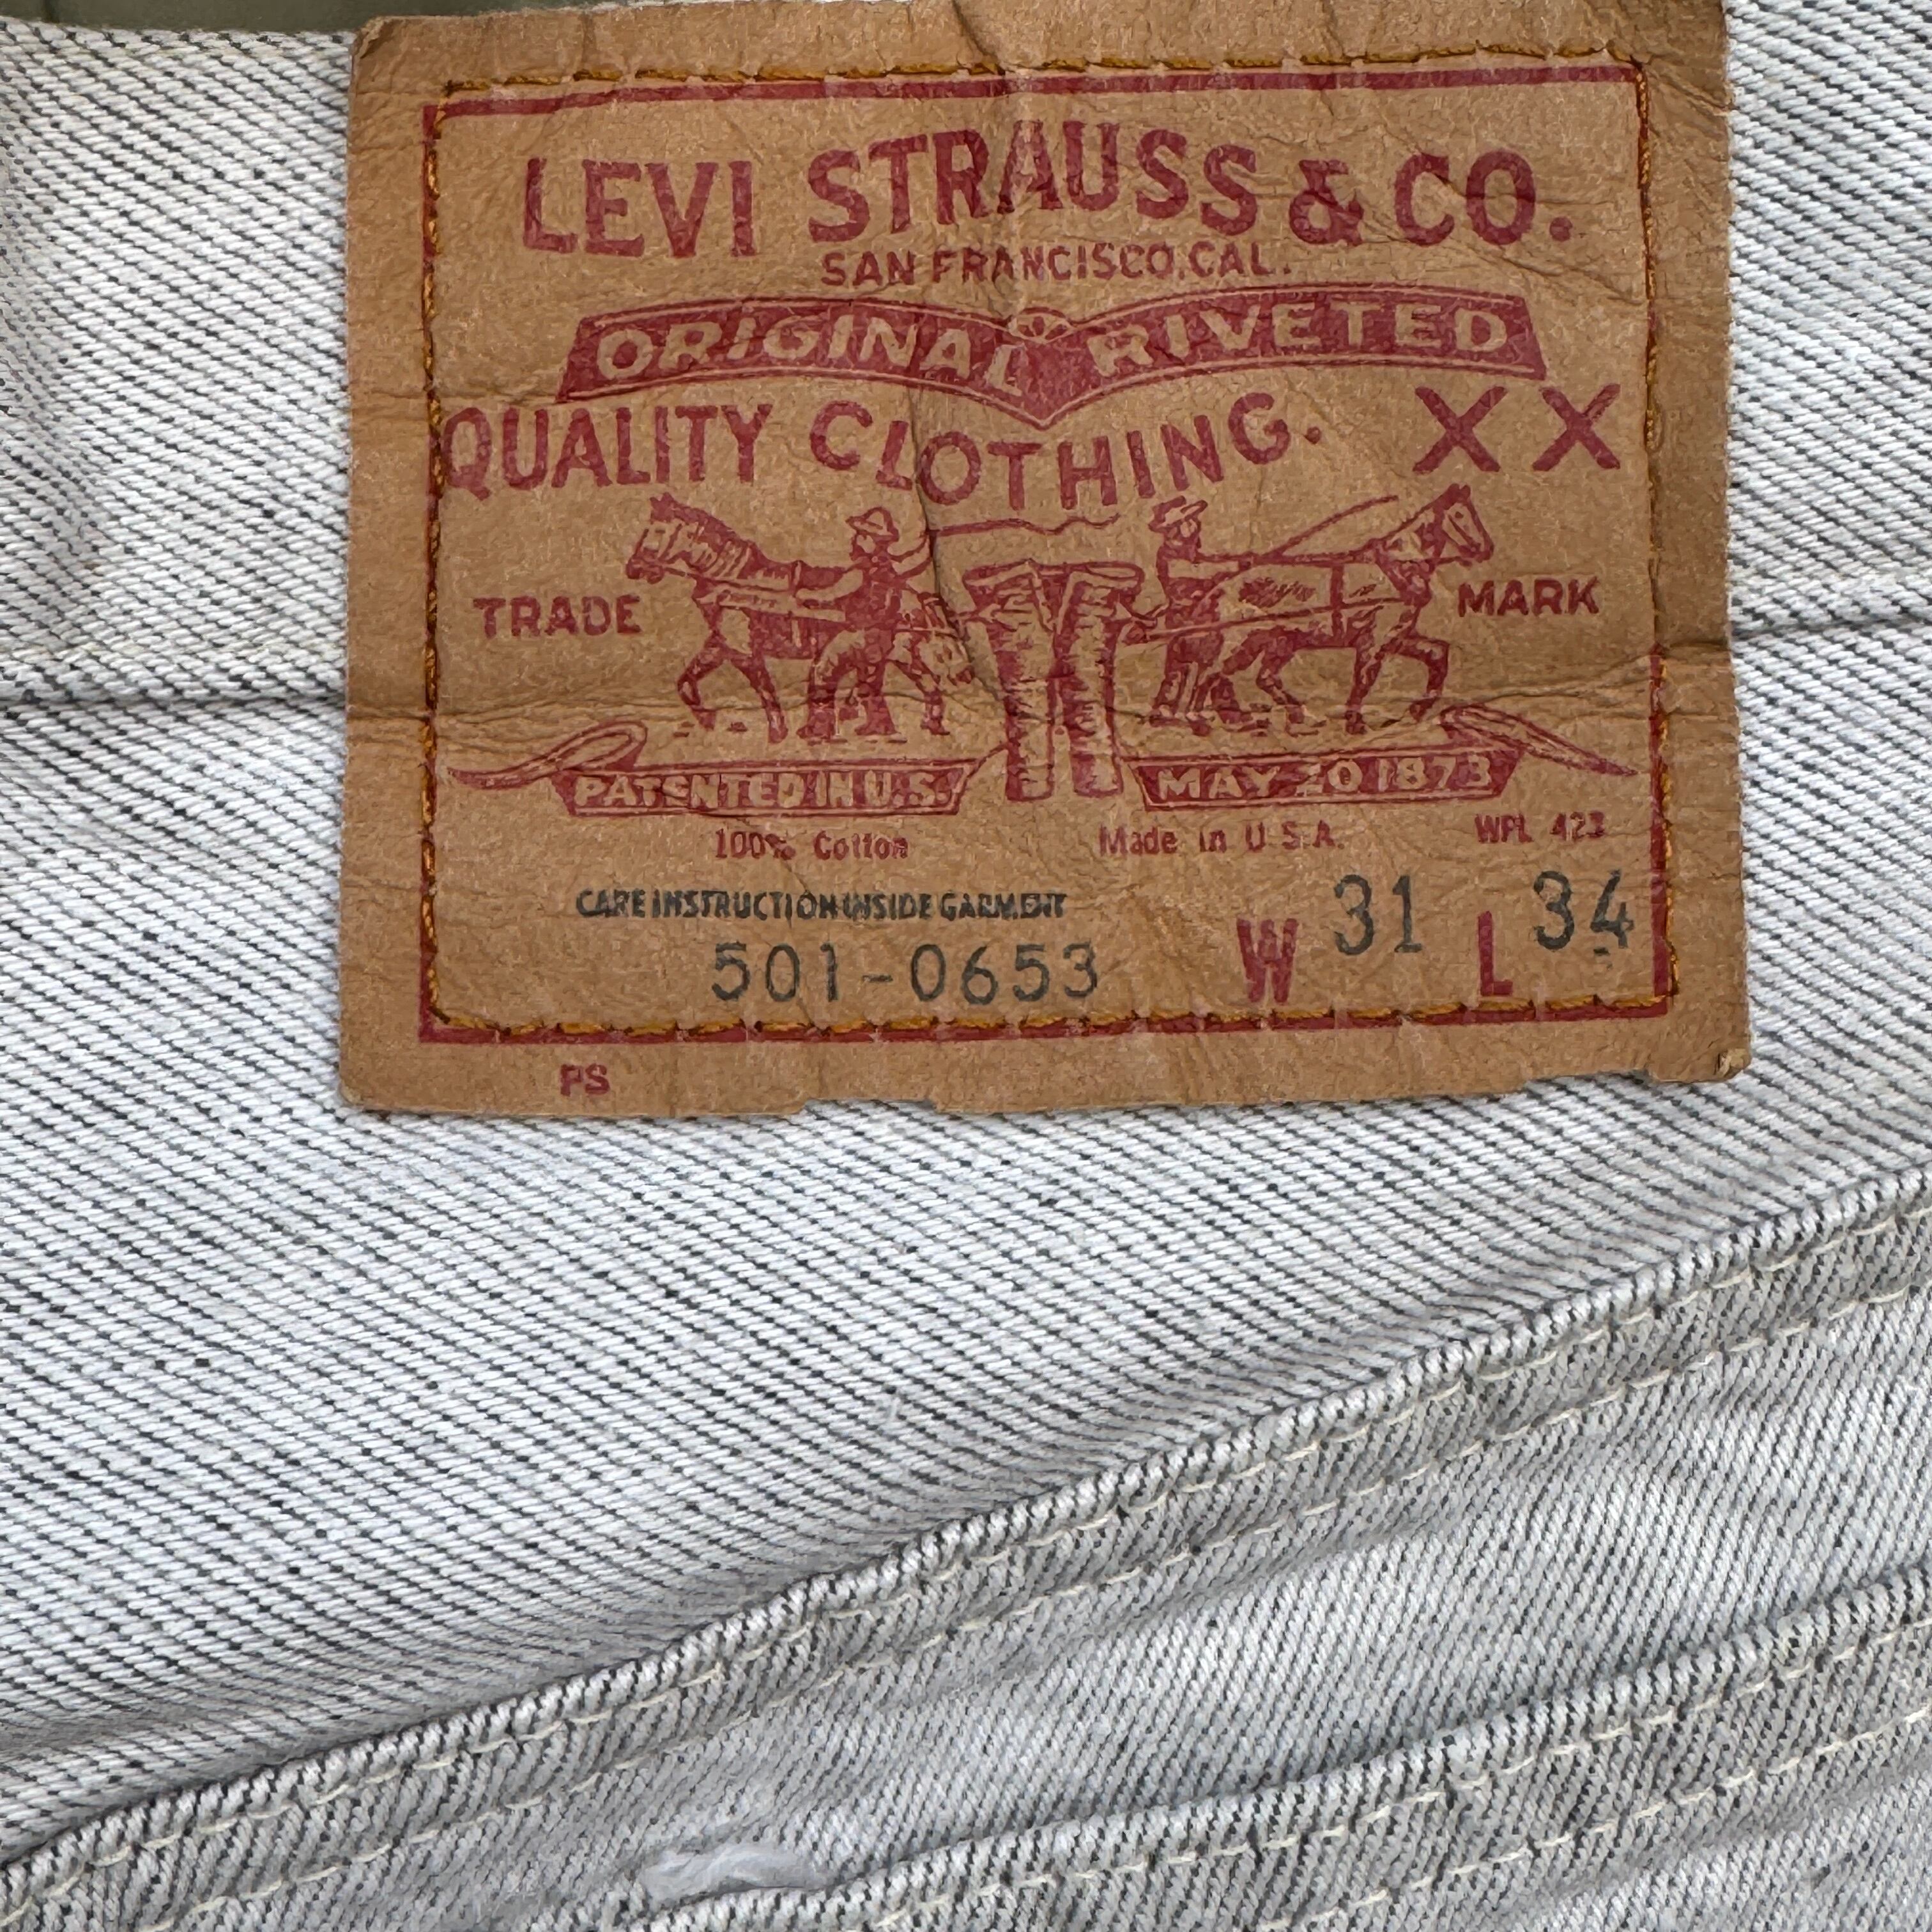 LEVI STRAUSS & CO.
SAN FRANCISCO, CAL.
ORIGINAL RIVETED
QUALITY CLOTHING. XX
TRADE MARK
PATENTED IN U.S. MAY 20 1873
100% Cotton Made in U.S.A. WPL 423
CARE INSTRUCTION INSIDE GARMENT
501-0653 W 31 L 34
PS